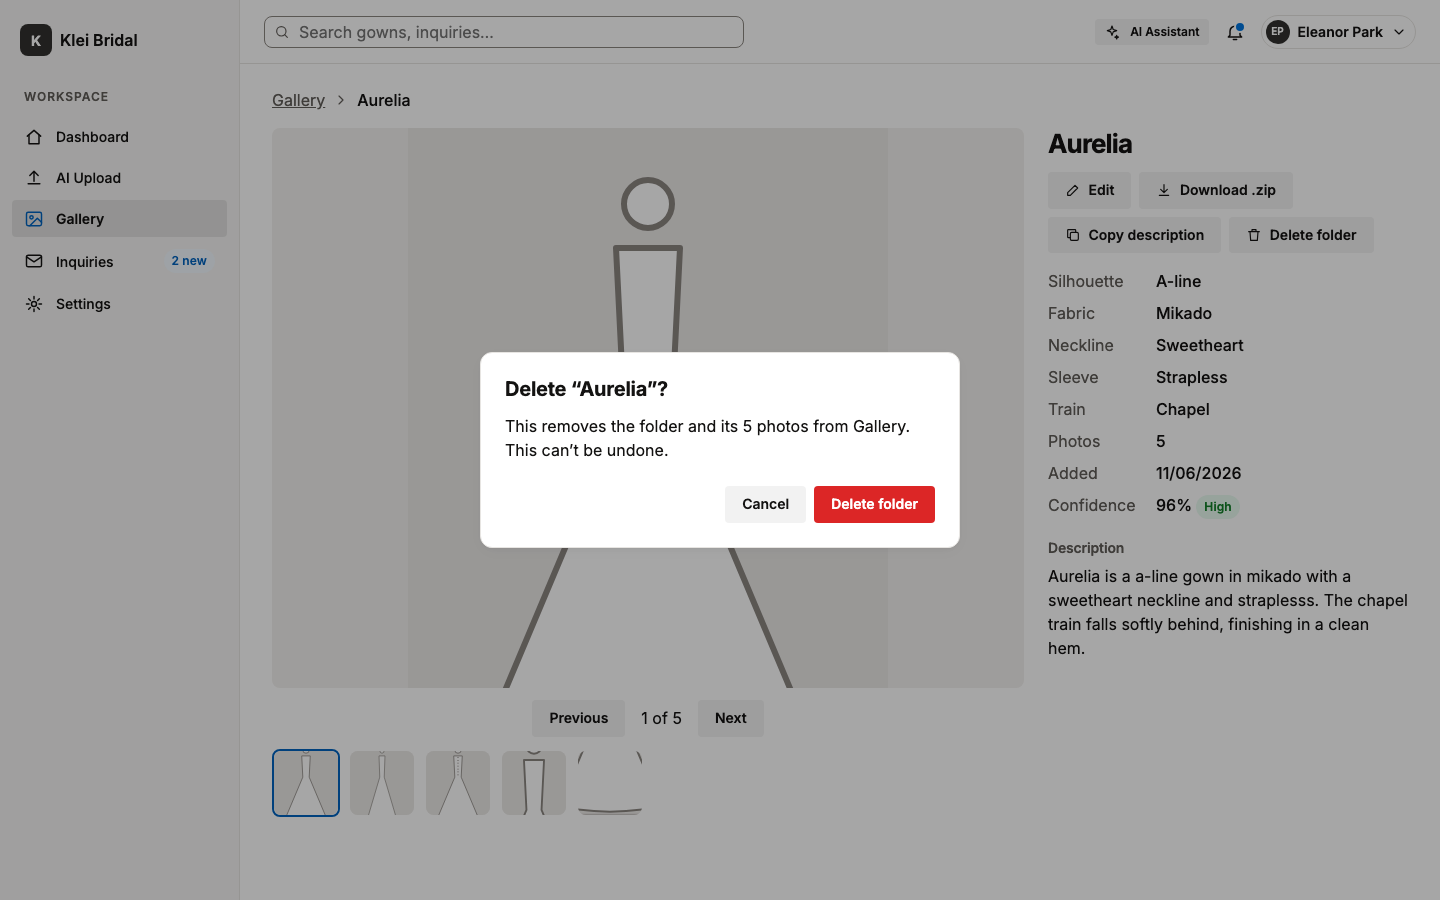 K Klei Bridal
WORKSPACE
Dashboard
AI Upload
Gallery
Inquiries 2 new
Settings
Search gowns, inquiries...
AI Assistant
EP Eleanor Park
Gallery > Aurelia
Aurelia
Edit
Download .zip
Copy description
Delete folder
Silhouette A-line
Fabric Mikado
Neckline Sweetheart
Sleeve Strapless
Train Chapel
Photos 5
Added 11/06/2026
Confidence 96% High
Description
Aurelia is a a-line gown in mikado with a
sweetheart neckline and straplesss. The chapel
train falls softly behind, finishing in a clean
hem.
Delete “Aurelia”?
This removes the folder and its 5 photos from Gallery.
This can’t be undone.
Cancel
Delete folder
Previous
1 of 5
Next